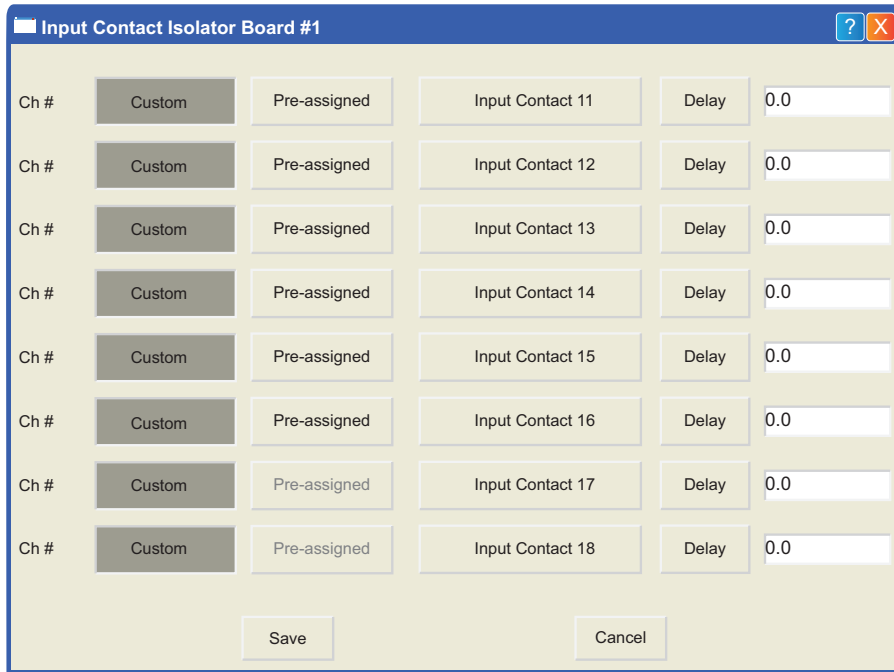 Input Contact Isolator Board #1 ? X
Ch # Custom Pre-assigned Input Contact 11 Delay 0.0
Ch # Custom Pre-assigned Input Contact 12 Delay 0.0
Ch # Custom Pre-assigned Input Contact 13 Delay 0.0
Ch # Custom Pre-assigned Input Contact 14 Delay 0.0
Ch # Custom Pre-assigned Input Contact 15 Delay 0.0
Ch # Custom Pre-assigned Input Contact 16 Delay 0.0
Ch # Custom Pre-assigned Input Contact 17 Delay 0.0
Ch # Custom Pre-assigned Input Contact 18 Delay 0.0
Save Cancel